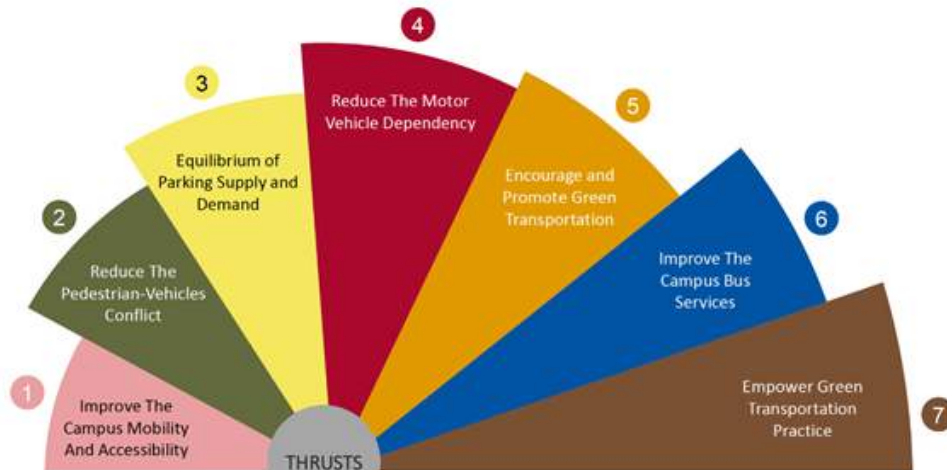 1
Improve The
Campus Mobility
And Accessibility
2
Reduce The
Pedestrian-Vehicles
Conflict
3
Equilibrium of
Parking Supply and
Demand
4
Reduce The Motor
Vehicle Dependency
5
Encourage and
Promote Green
Transportation
6
Improve The
Campus Bus
Services
7
Empower Green
Transportation
Practice
THRUSTS